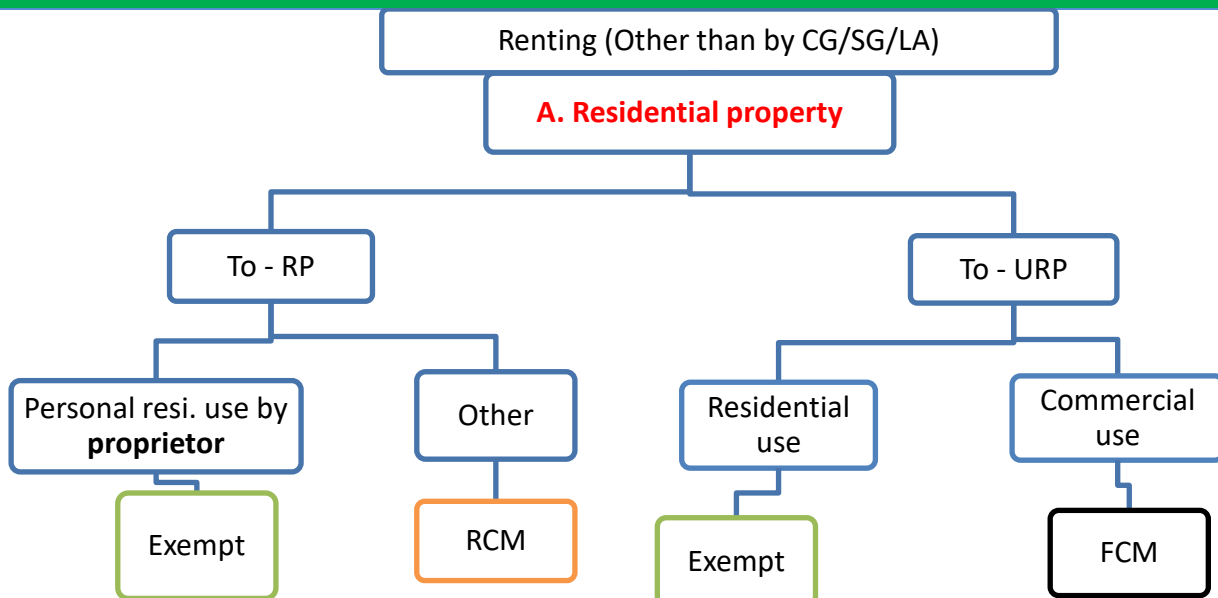 Renting (Other than by CG/SG/LA)
A. Residential property
To - RP
To - URP
Personal resi. use by
proprietor
Other
Residential
use
Commercial
use
Exempt
RCM
Exempt
FCM